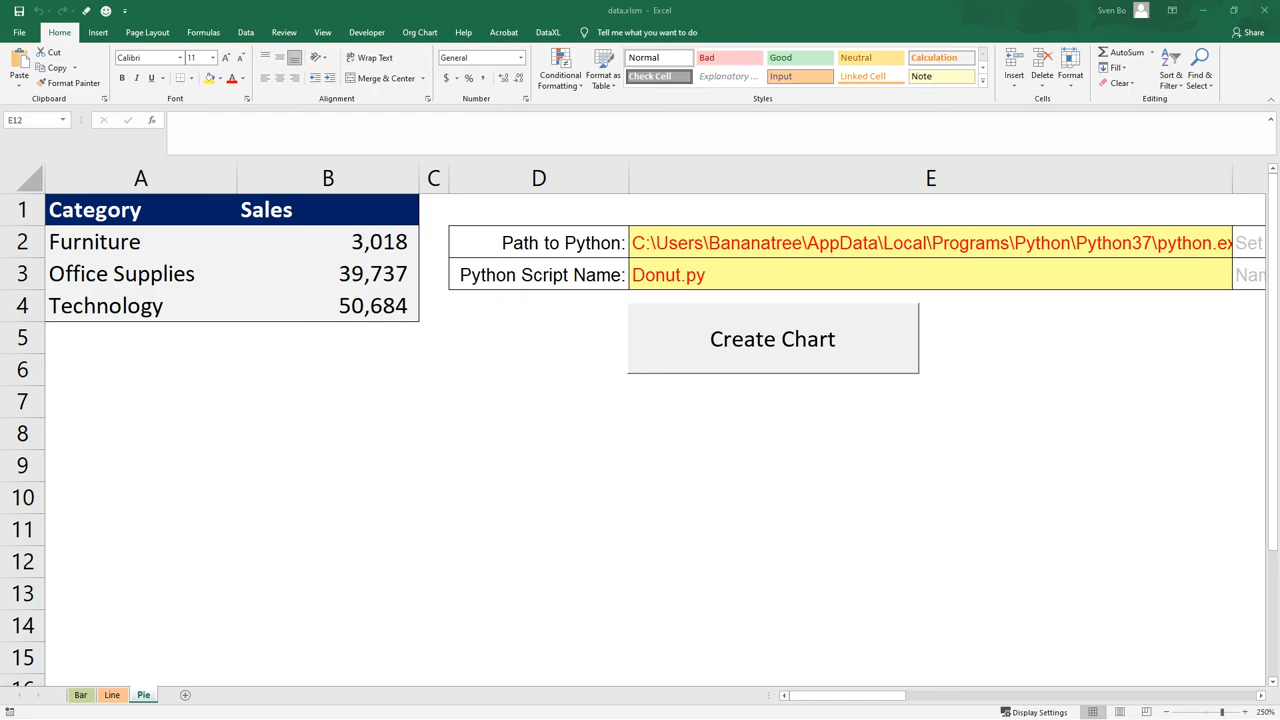 data.xlsm - Excel
Sven Bo
File Home Insert Page Layout Formulas Data Review View Developer Org Chart Help Acrobat DataXL Tell me what you want to do Share
Paste
Cut
Copy
Format Painter
Clipboard
Calibri 11
B I U
Font
Wrap Text
Merge & Center
Alignment
General
$ % ,
Number
Conditional Formatting
Format as Table
Normal Bad Good Neutral Calculation
Check Cell Explanatory ... Input Linked Cell Note
Styles
Insert Delete Format
Cells
AutoSum
Fill
Clear
Sort & Filter
Find & Select
Editing
E12 fx
A B C D E
1 Category Sales
2 Furniture 3,018 Path to Python: C:\Users\Bananatree\AppData\Local\Programs\Python\Python37\python.ex Set
3 Office Supplies 39,737 Python Script Name: Donut.py Nam
4 Technology 50,684
5
Create Chart
6
7
8
9
10
11
12
13
14
15
16
Bar Line Pie
Display Settings 250%